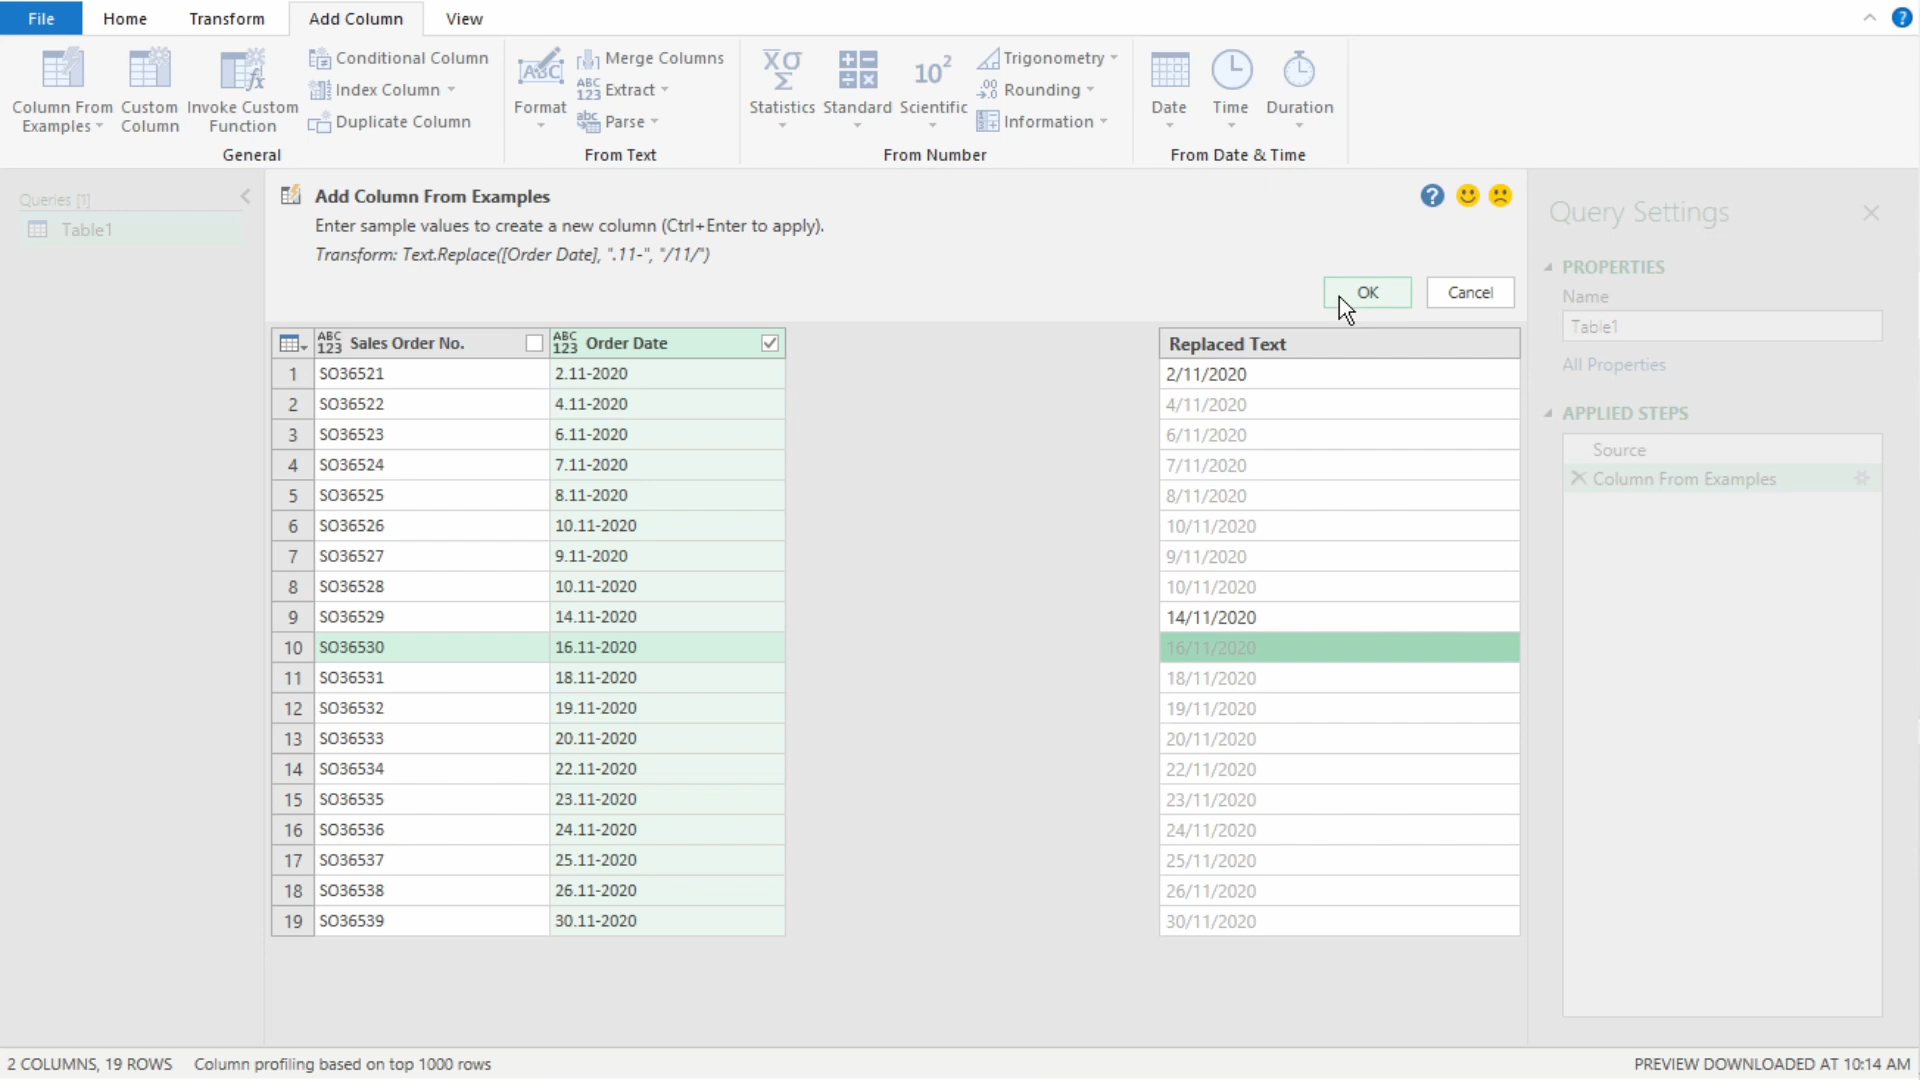 File
Home
Transform
Add Column
View
?
Column From
Examples
Custom
Column
Invoke Custom
Function
Conditional Column
Index Column
Duplicate Column
General
ABC
Format
Merge Columns
ABC
123
Extract
abc
Parse
From Text
XσΣ
Statistics
Standard
10²
Scientific
Trigonometry
.00
Rounding
Information
From Number
Date
Time
Duration
From Date & Time
Queries [1]
Table1
Add Column From Examples
Enter sample values to create a new column (Ctrl+Enter to apply).
Transform: Text.Replace([Order Date], ".11-", "/11/")
?
OK
Cancel
ABC
123
Sales Order No.
ABC
123
Order Date
Replaced Text
1 SO36521 2.11-2020 2/11/2020
2 SO36522 4.11-2020 4/11/2020
3 SO36523 6.11-2020 6/11/2020
4 SO36524 7.11-2020 7/11/2020
5 SO36525 8.11-2020 8/11/2020
6 SO36526 10.11-2020 10/11/2020
7 SO36527 9.11-2020 9/11/2020
8 SO36528 10.11-2020 10/11/2020
9 SO36529 14.11-2020 14/11/2020
10 SO36530 16.11-2020 16/11/2020
11 SO36531 18.11-2020 18/11/2020
12 SO36532 19.11-2020 19/11/2020
13 SO36533 20.11-2020 20/11/2020
14 SO36534 22.11-2020 22/11/2020
15 SO36535 23.11-2020 23/11/2020
16 SO36536 24.11-2020 24/11/2020
17 SO36537 25.11-2020 25/11/2020
18 SO36538 26.11-2020 26/11/2020
19 SO36539 30.11-2020 30/11/2020
Query Settings
PROPERTIES
Name
Table1
All Properties
APPLIED STEPS
Source
Column From Examples
2 COLUMNS, 19 ROWS
Column profiling based on top 1000 rows
PREVIEW DOWNLOADED AT 10:14 AM